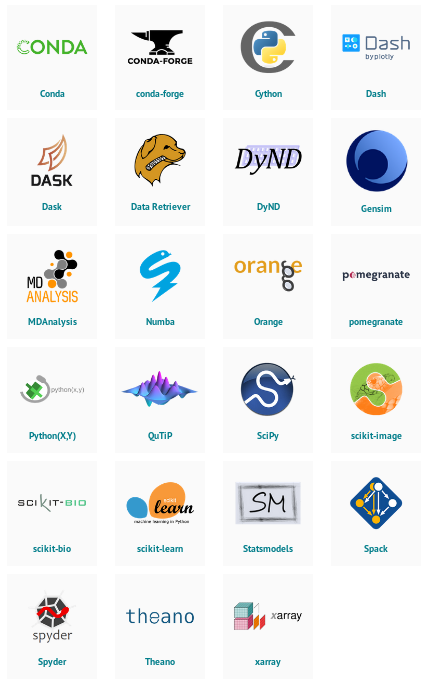 CONDA
Conda
CONDA-FORGE
conda-forge
Cython
Dash
by plotly
Dash
DASK
Dask
Data Retriever
DyND
DyND
Gensim
MD
ANALYSIS
MDAnalysis
Numba
orange
Orange
pomegranate
pomegranate
python(x,y)
Python(X,Y)
QuTiP
SciPy
scikit-image
SCIKIT-BIO
scikit-bio
scikit
learn
machine learning in Python
scikit-learn
SM
Statsmodels
Spack
spyder
Spyder
theano
Theano
xarray
xarray